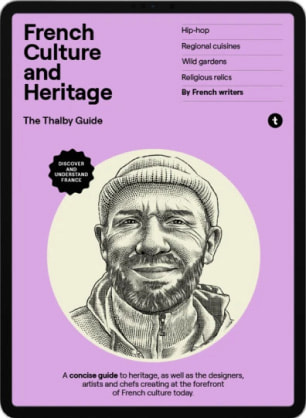 French
Culture
and
Heritage
Hip-hop
Regional cuisines
Wild gardens
Religious relics
By French writers
The Thalby Guide
t
DISCOVER
AND
UNDERSTAND
FRANCE
A concise guide to heritage, as well as the designers,
artists and chefs creating at the forefront
of French culture today.